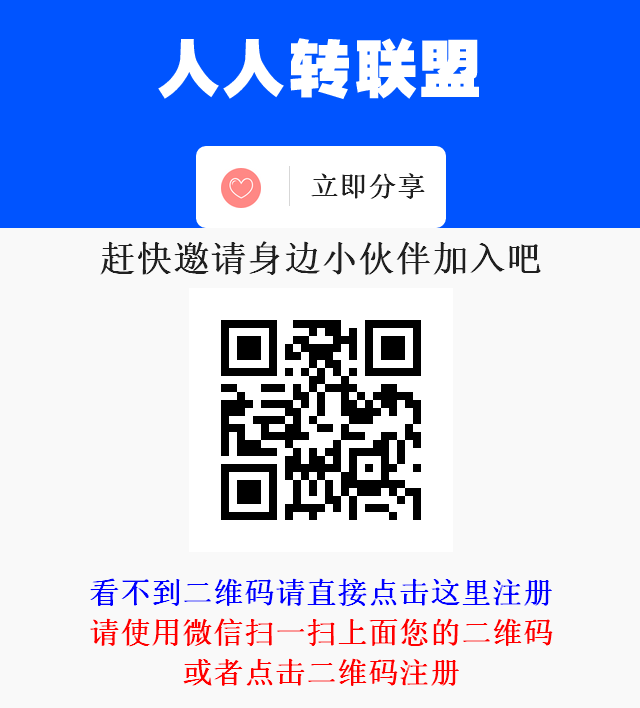 人人转联盟
立即分享
赶快邀请身边小伙伴加入吧
看不到二维码请直接点击这里注册
请使用微信扫一扫上面您的二维码
或者点击二维码注册